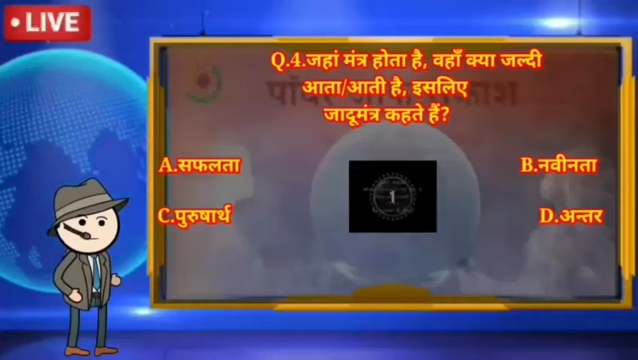 • LIVE
Q.4.जहां मंत्र होता है, वहाँ क्या जल्दी
आता/आती है, इसलिए
जादूमंत्र कहते हैं?
A.सफलता
B.नवीनता
1
C.पुरुषार्थ
D.अन्तर